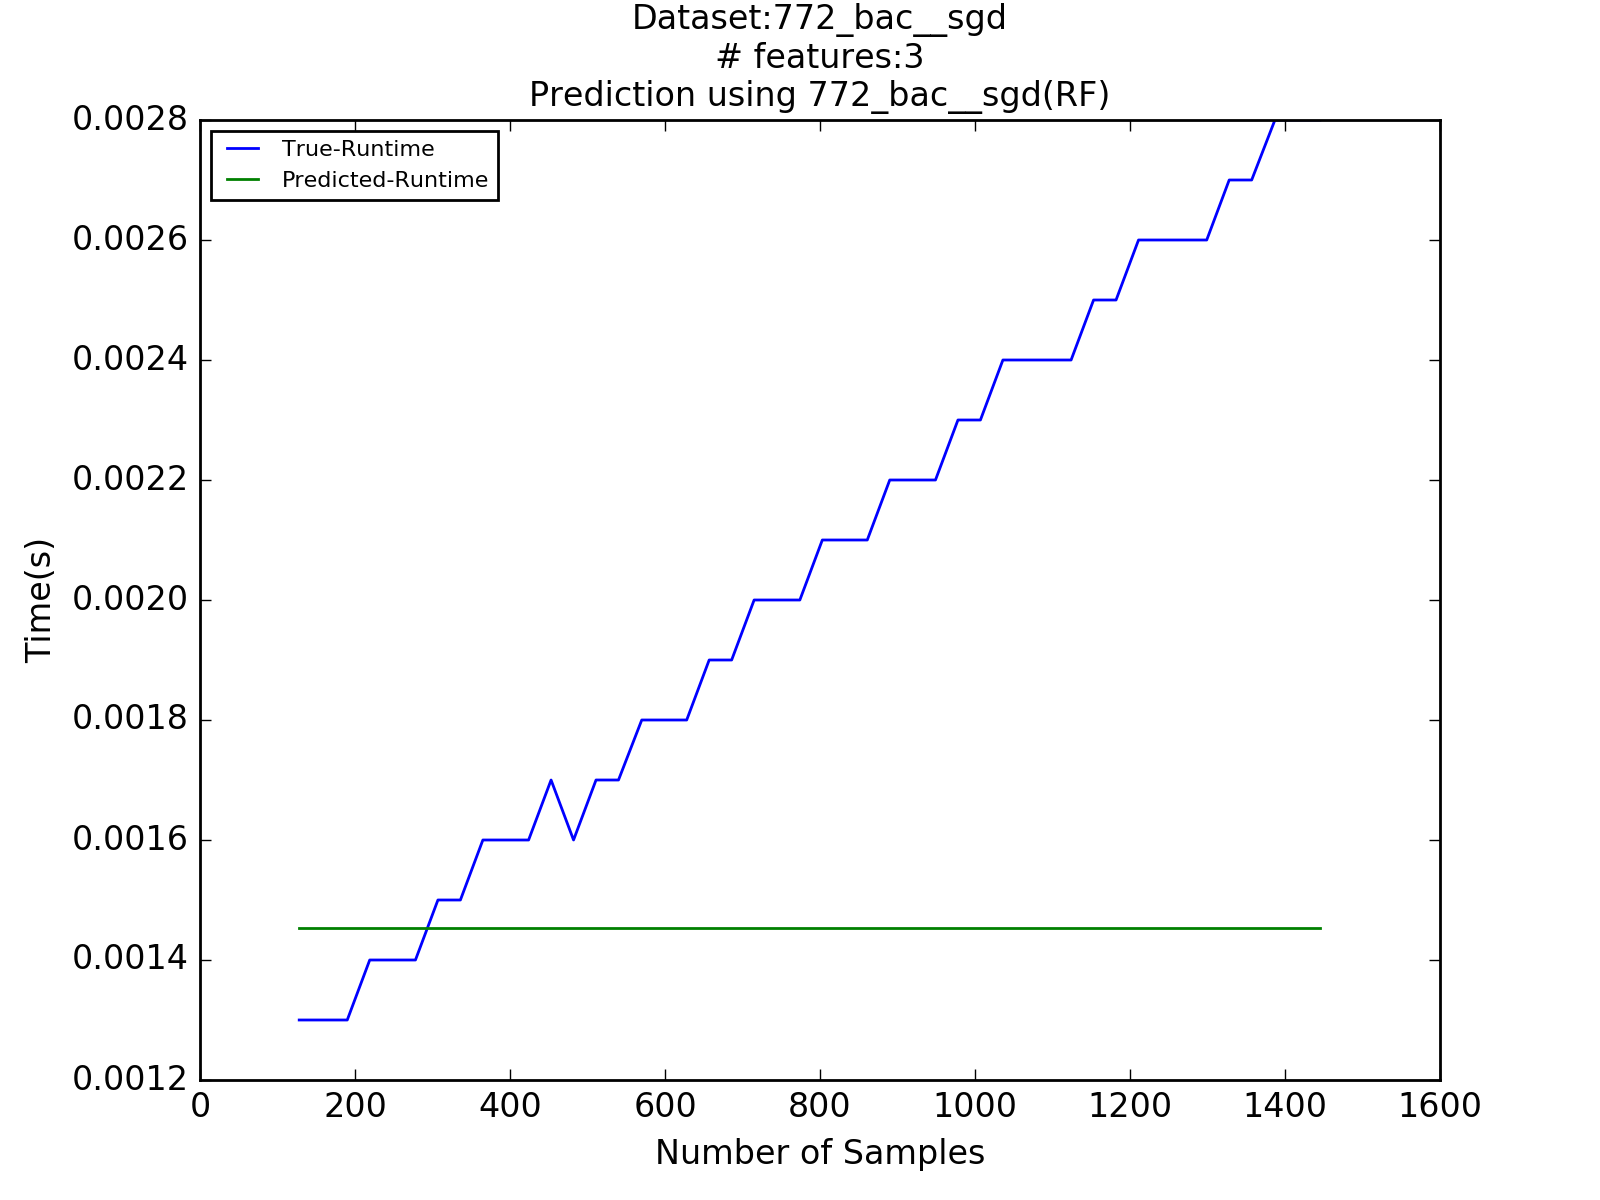 Dataset:772_bac__sgd
# features:3
Prediction using 772_bac__sgd(RF)
True-Runtime
Predicted-Runtime
0.0028
0.0026
0.0024
0.0022
0.0020
0.0018
0.0016
0.0014
0.0012
Time(s)
0 200 400 600 800 1000 1200 1400 1600
Number of Samples